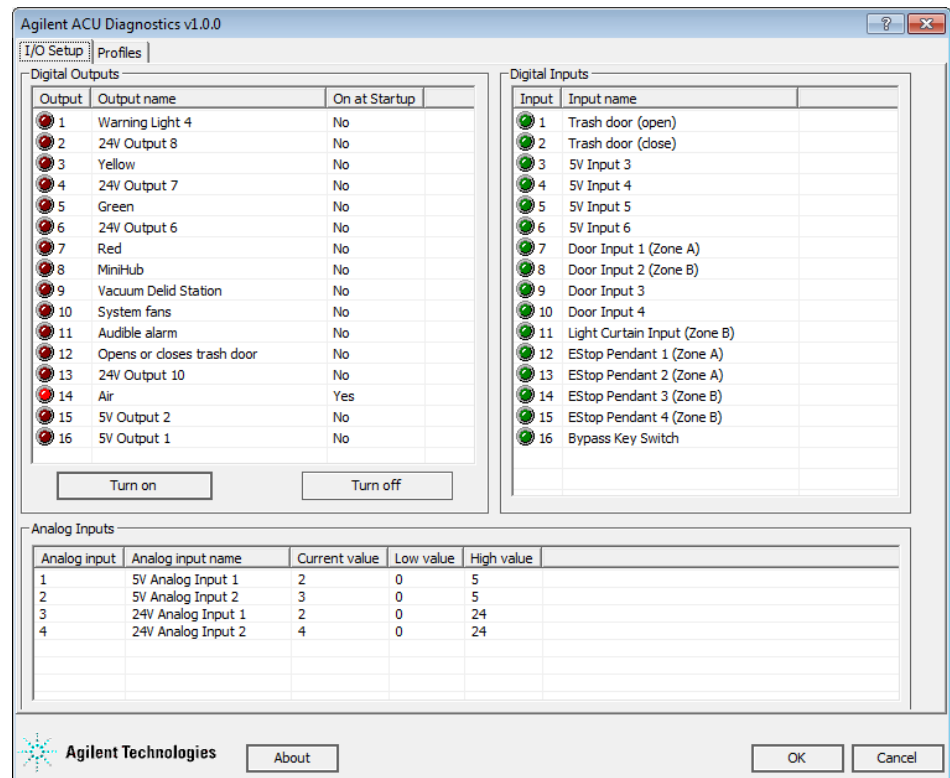 Agilent ACU Diagnostics v1.0.0
I/O Setup Profiles
Digital Outputs
Output Output name On at Startup
1 Warning Light 4 No
2 24V Output 8 No
3 Yellow No
4 24V Output 7 No
5 Green No
6 24V Output 6 No
7 Red No
8 MiniHub No
9 Vacuum Delid Station No
10 System fans No
11 Audible alarm No
12 Opens or closes trash door No
13 24V Output 10 No
14 Air Yes
15 5V Output 2 No
16 5V Output 1 No
Turn on Turn off
Digital Inputs
Input Input name
1 Trash door (open)
2 Trash door (close)
3 5V Input 3
4 5V Input 4
5 5V Input 5
6 5V Input 6
7 Door Input 1 (Zone A)
8 Door Input 2 (Zone B)
9 Door Input 3
10 Door Input 4
11 Light Curtain Input (Zone B)
12 EStop Pendant 1 (Zone A)
13 EStop Pendant 2 (Zone A)
14 EStop Pendant 3 (Zone B)
15 EStop Pendant 4 (Zone B)
16 Bypass Key Switch
Analog Inputs
Analog input Analog input name Current value Low value High value
1 5V Analog Input 1 2 0 5
2 5V Analog Input 2 3 0 5
3 24V Analog Input 1 2 0 24
4 24V Analog Input 2 4 0 24
Agilent Technologies About OK Cancel